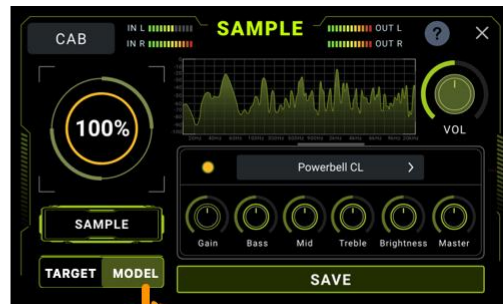 CAB
IN L
IN R
SAMPLE
OUT L
OUT R
?
100%
VOL
Powerbell CL
SAMPLE
Gain Bass Mid Treble Brightness Master
TARGET MODEL
SAVE